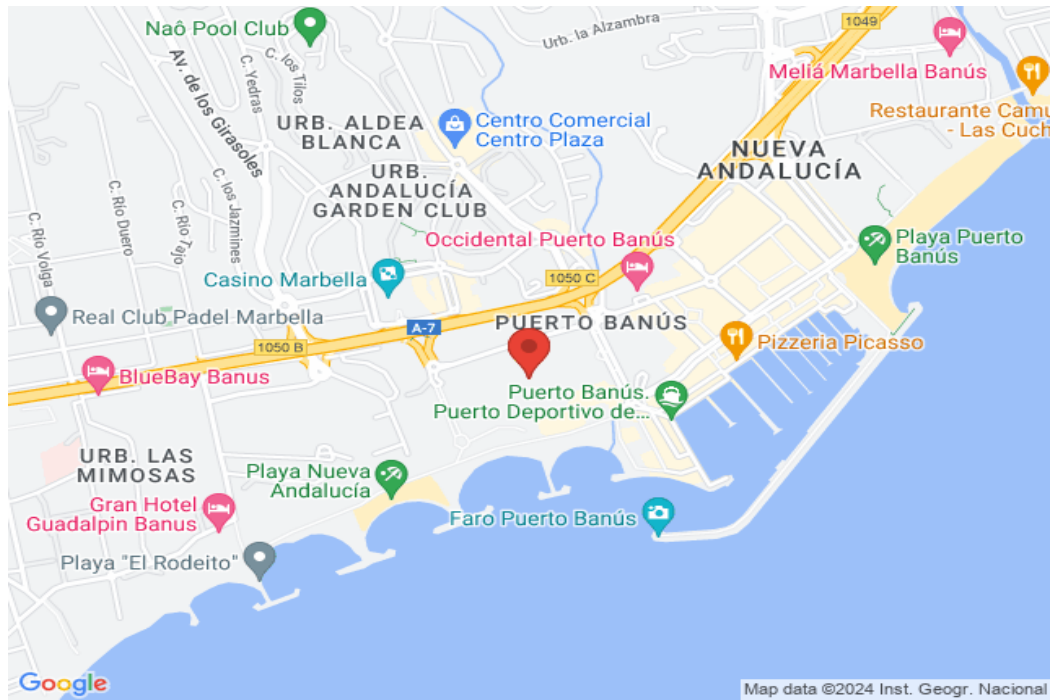 Naô Pool Club
Urb. la Alzambra
1049
Meliá Marbella Banús
Restaurante Camu
- Las Cuch
Av. de los Girasoles
C. Yedras
C. los Tilos
URB. ALDEA
BLANCA
Centro Comercial
Centro Plaza
NUEVA
ANDALUCÍA
URB.
ANDALUCÍA
GARDEN CLUB
C. los Jazmines
C. Río Tajo
C. Río Duero
C. Río Volga
Occidental Puerto Banús
Playa Puerto
Banús
Casino Marbella
1050 C
Real Club Padel Marbella
A-7
PUERTO BANÚS
1050 B
Pizzeria Picasso
BlueBay Banus
Puerto Banús.
Puerto Deportivo de...
URB. LAS
MIMOSAS
Playa Nueva
Andalucía
Gran Hotel
Guadalpin Banus
Faro Puerto Banús
Playa "El Rodeito"
Google
Map data ©2024 Inst. Geogr. Nacional